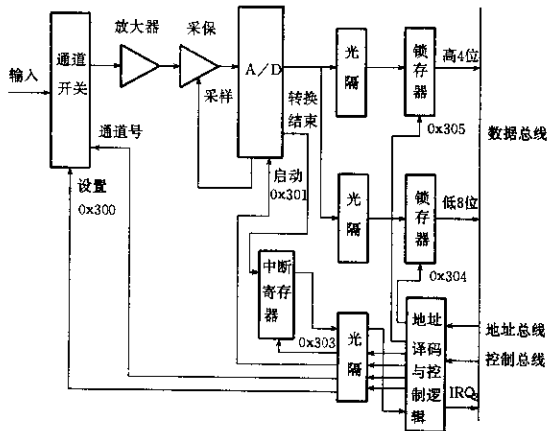 放大器
采保
通道
开关
输入
A/D
采样
转换
结束
光
隔
锁
存
器
高4位
0x305
数据总线
通道号
设置
0x300
启动
0x301
光
隔
锁
存
器
低8位
0x304
中断
寄存
器
0x303
光
隔
地址
译码
与控
制逻
辑
地址总线
控制总线
IRQ